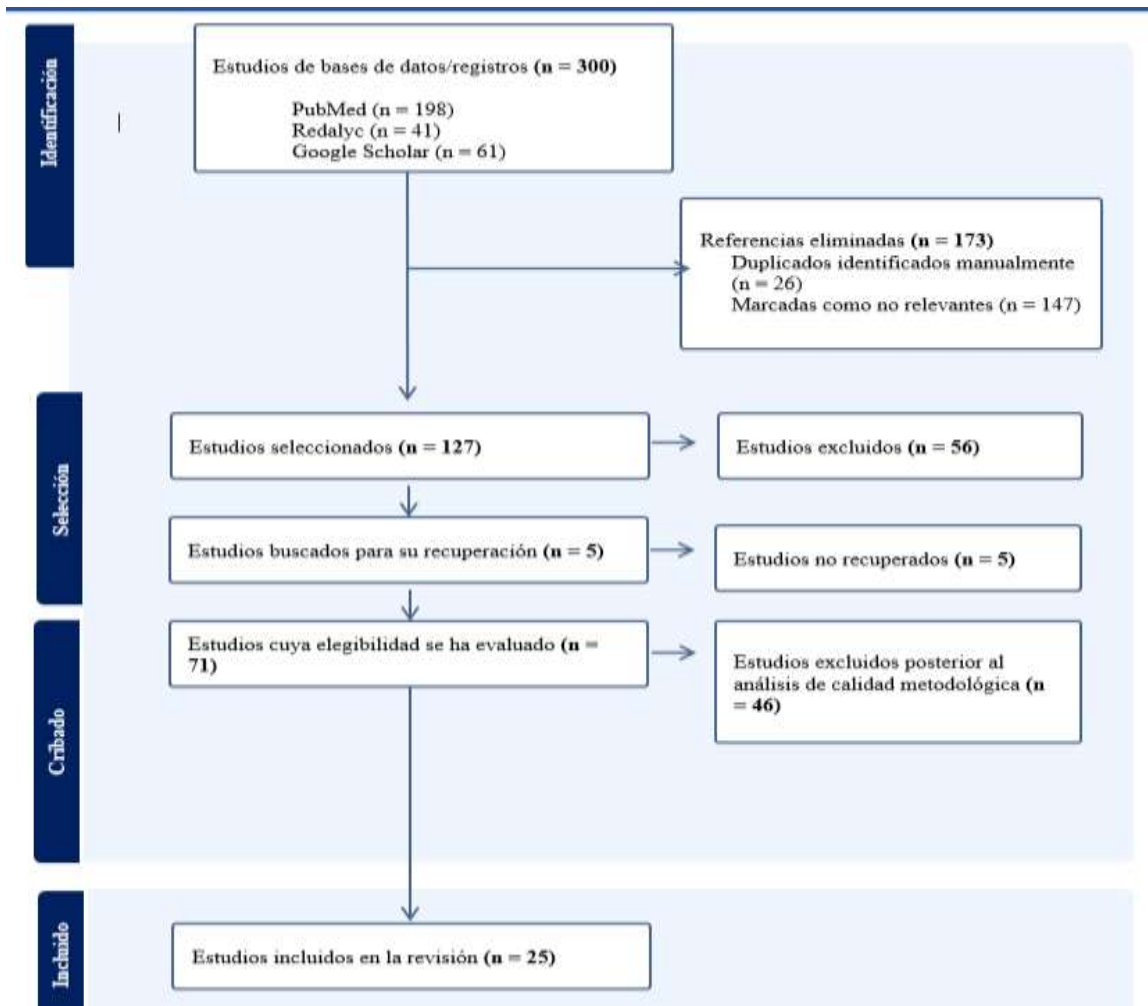 Identificación
Estudios de bases de datos/registros (n = 300)
PubMed (n = 198)
Redalyc (n = 41)
Google Scholar (n = 61)
Referencias eliminadas (n = 173)
Duplicados identificados manualmente
(n = 26)
Marcadas como no relevantes (n = 147)
Selección
Estudios seleccionados (n = 127)
Estudios excluidos (n = 56)
Estudios buscados para su recuperación (n = 5)
Estudios no recuperados (n = 5)
Cribado
Estudios cuya elegibilidad se ha evaluado (n =
71)
Estudios excluidos posterior al
análisis de calidad metodológica (n
= 46)
Incluido
Estudios incluidos en la revisión (n = 25)